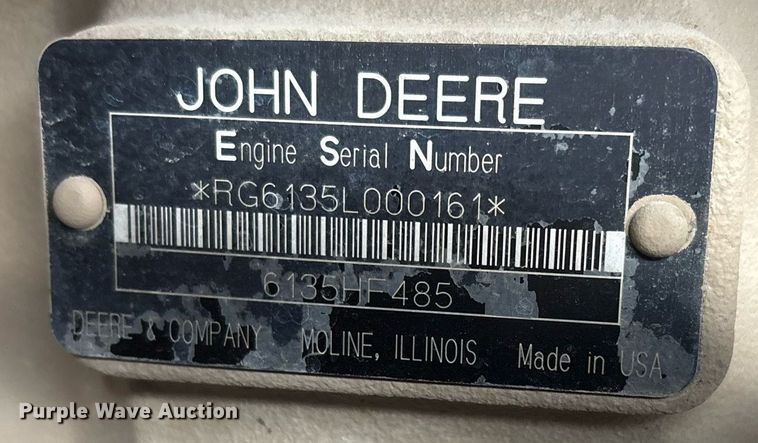 JOHN DEERE
Engine Serial Number
*RG6135L000161*
6135HF485
DEERE & COMPANY MOLINE, ILLINOIS Made in USA
Purple Wave Auction